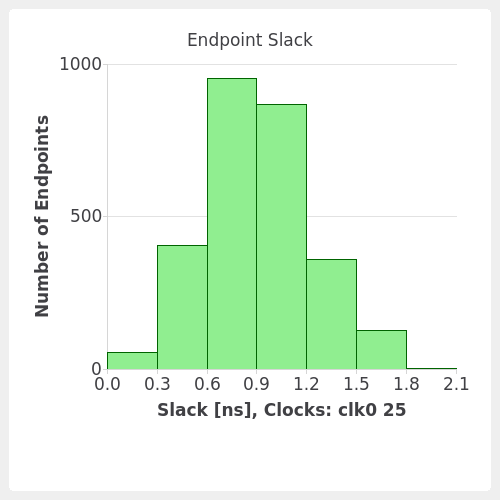 Endpoint Slack
Number of Endpoints
1000
500
0
0.0 0.3 0.6 0.9 1.2 1.5 1.8 2.1
Slack [ns], Clocks: clk0 25